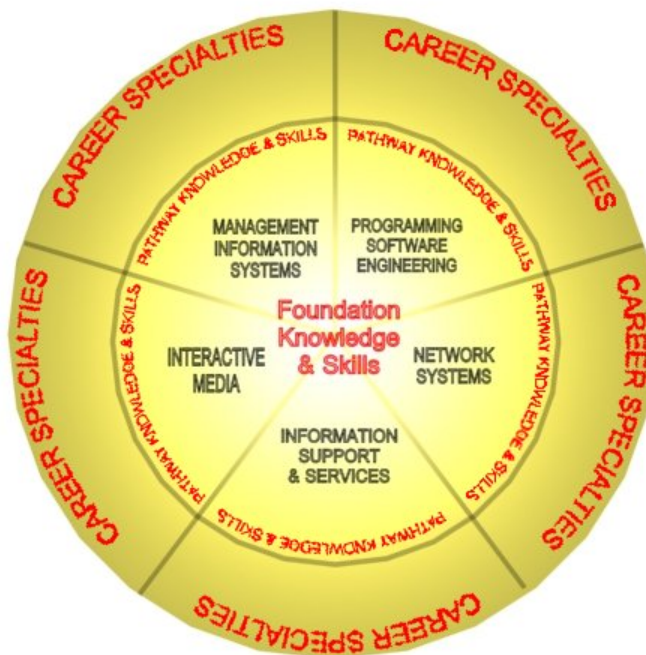 CAREER SPECIALTIES
CAREER SPECIALTIES
PATHWAY KNOWLEDGE & SKILLS
PATHWAY KNOWLEDGE & SKILLS
MANAGEMENT
INFORMATION
SYSTEMS
PROGRAMMING
SOFTWARE
ENGINEERING
CAREER SPECIALTIES
PATHWAY KNOWLEDGE & SKILLS
INTERACTIVE
MEDIA
Foundation
Knowledge
& Skills
NETWORK
SYSTEMS
PATHWAY KNOWLEDGE & SKILLS
CAREER SPECIALTIES
INFORMATION
SUPPORT
& SERVICES
PATHWAY KNOWLEDGE & SKILLS
CAREER SPECIALTIES